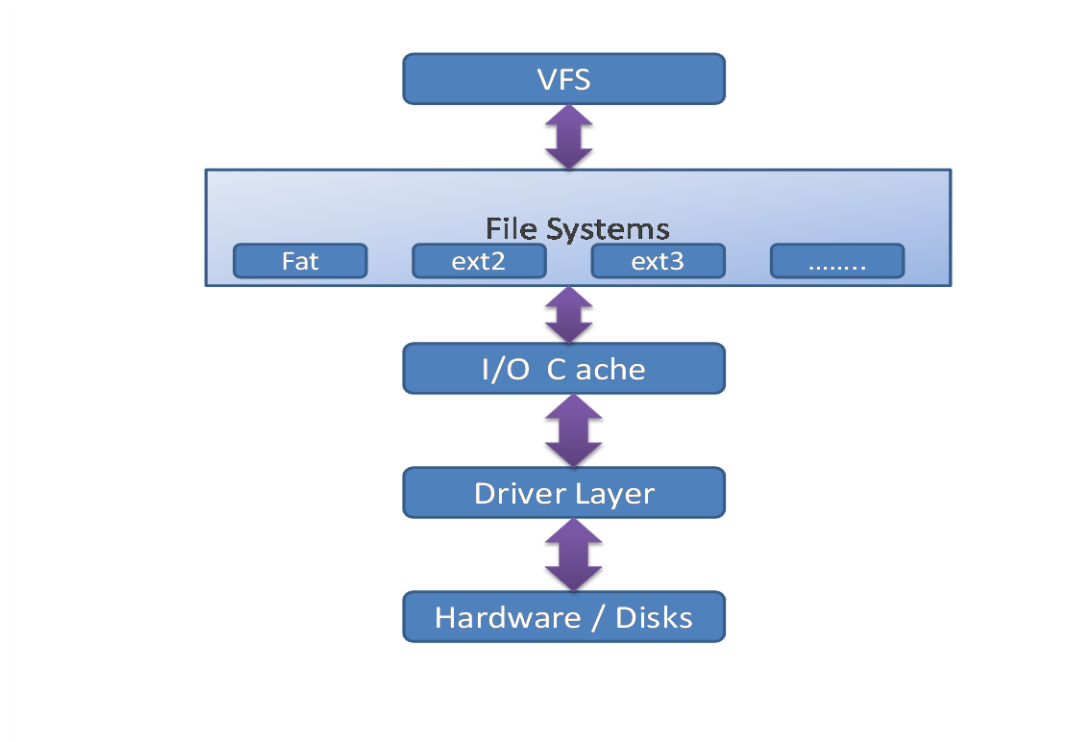 VFS
File Systems
Fat
ext2
ext3
........
I/O C ache
Driver Layer
Hardware / Disks